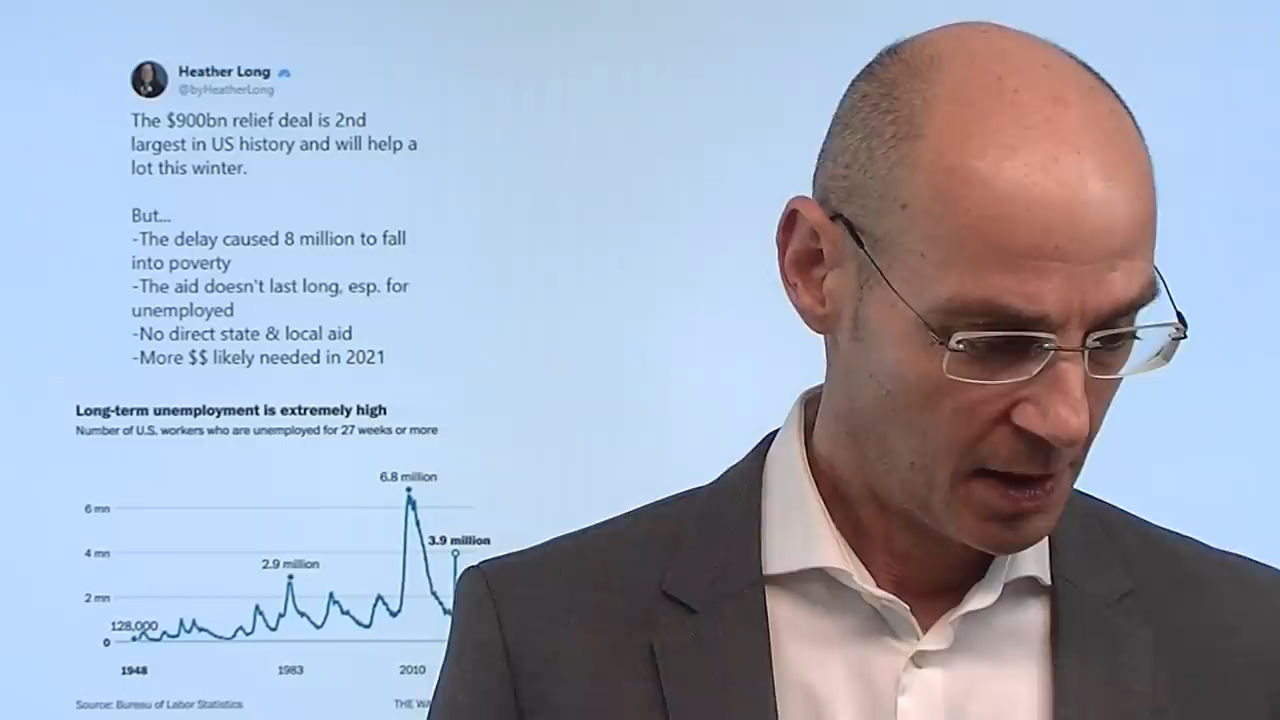 Heather Long
@byHeatherLong
The $900bn relief deal is 2nd
largest in US history and will help a
lot this winter.
But...
-The delay caused 8 million to fall
into poverty
-The aid doesn't last long, esp. for
unemployed
-No direct state & local aid
-More $$ likely needed in 2021
Long-term unemployment is extremely high
Number of U.S. workers who are unemployed for 27 weeks or more
6.8 million
6 mn
3.9 million
4 mn
2.9 million
2 mn
128,000
0
1948 1983 2010
Source: Bureau of Labor Statistics THE WA